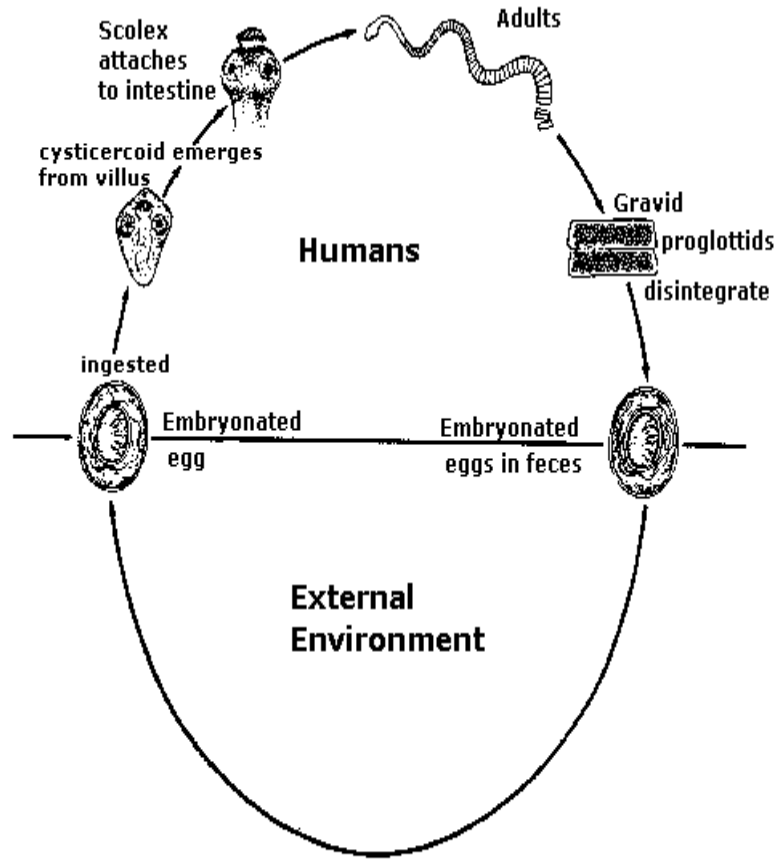 Scolex
attaches
to intestine
Adults
cysticercoid emerges
from villus
Gravid
proglottids
disintegrate
Humans
ingested
Embryonated
egg
Embryonated
eggs in feces
External
Environment